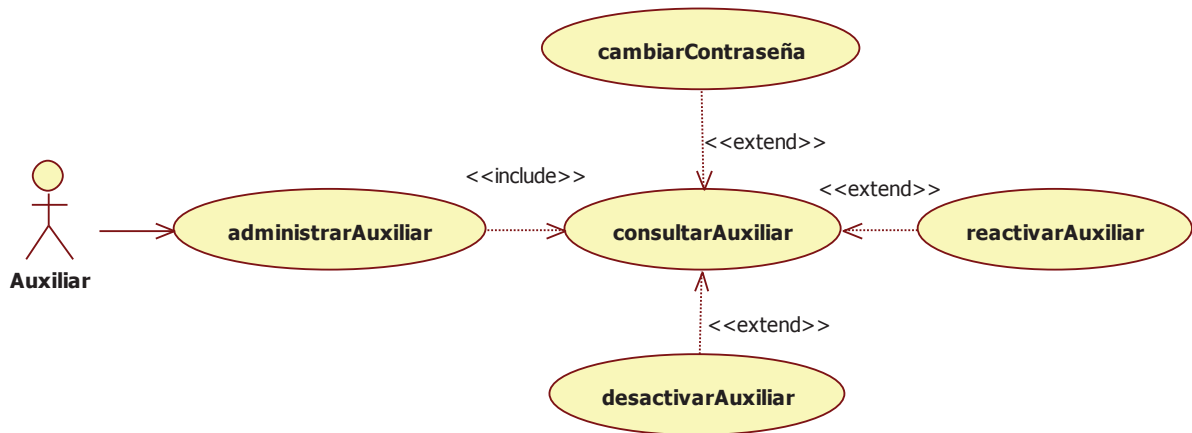 cambiarContraseña
<<extend>>
<<include>>
<<extend>>
administrarAuxiliar
consultarAuxiliar
reactivarAuxiliar
Auxiliar
<<extend>>
desactivarAuxiliar